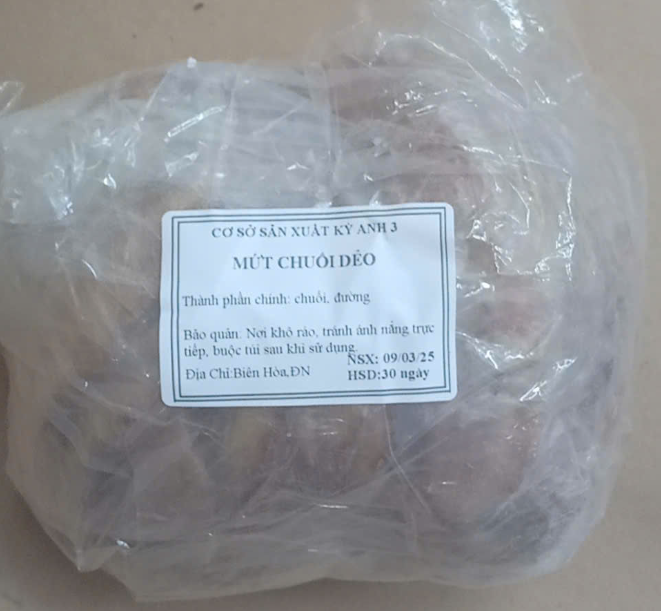 CƠ SỞ SẢN XUẤT KỲ ANH 3
MỨT CHUỐI DẺO
Thành phần chính: chuối, đường
Bảo quản: Nơi khô ráo, tránh ánh nắng trực
tiếp, buộc túi sau khi sử dụng.
NSX: 09/03/25
Địa Chỉ:Biên Hòa,ĐN
HSD:30 ngày